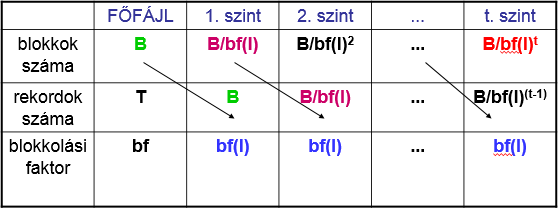 FŐFÁJL 1. szint 2. szint ... t. szint
blokkok száma B B/bf(I) B/bf(I)² ... B/bf(I)ᵗ
rekordok száma T B B/bf(I) ... B/bf(I)⁽ᵗ⁻¹⁾
blokkolási faktor bf bf(I) bf(I) ... bf(I)